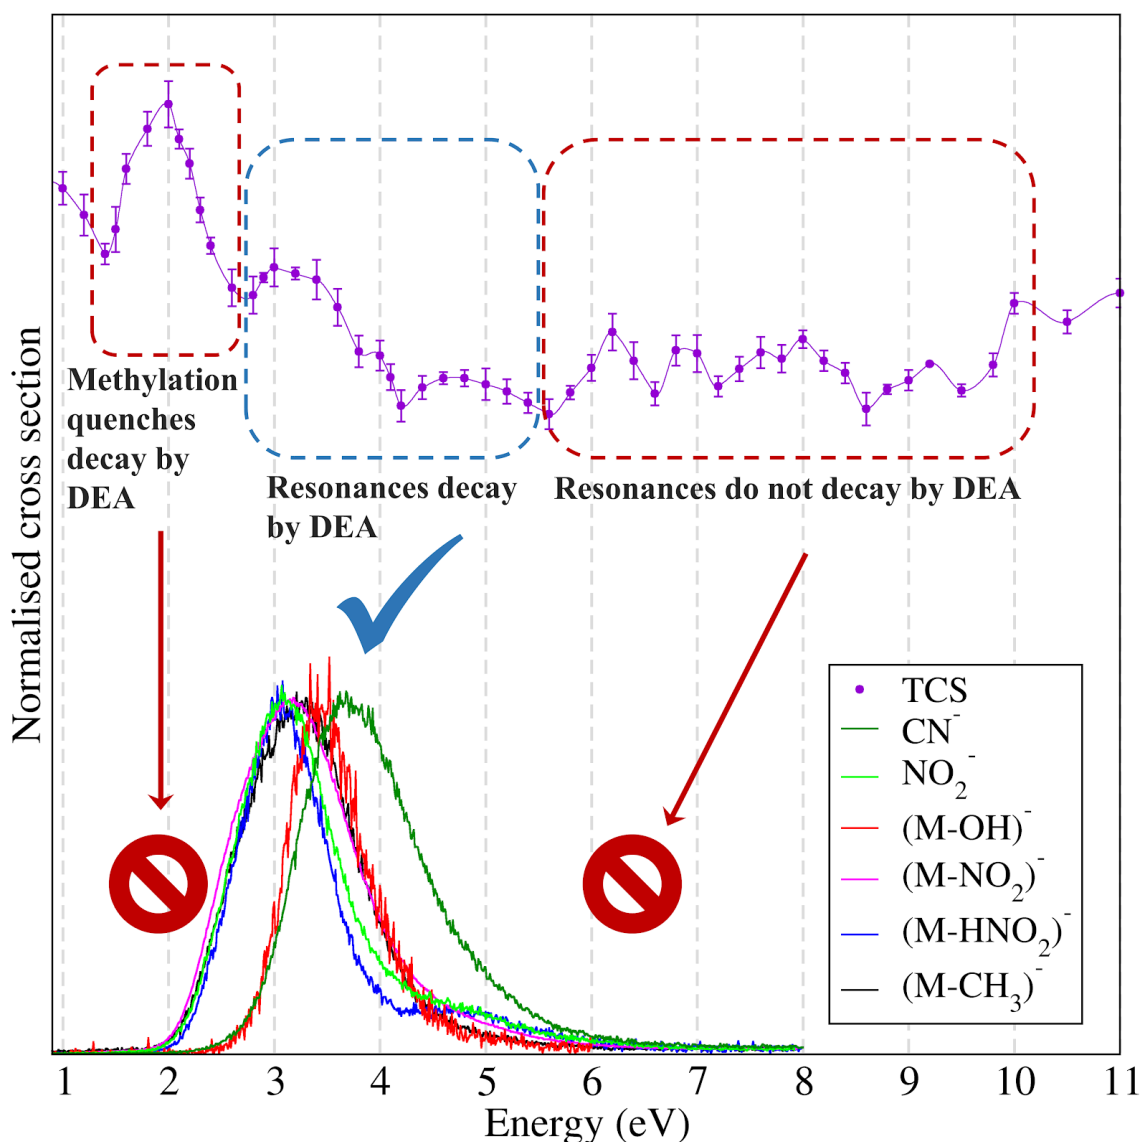 Normalised cross section
Methylation
quenches
decay by
DEA
Resonances decay
by DEA
Resonances do not decay by DEA
TCS
CN⁻
NO₂⁻
(M-OH)⁻
(M-NO₂)⁻
(M-HNO₂)⁻
(M-CH₃)⁻
1 2 3 4 5 6 7 8 9 10 11
Energy (eV)